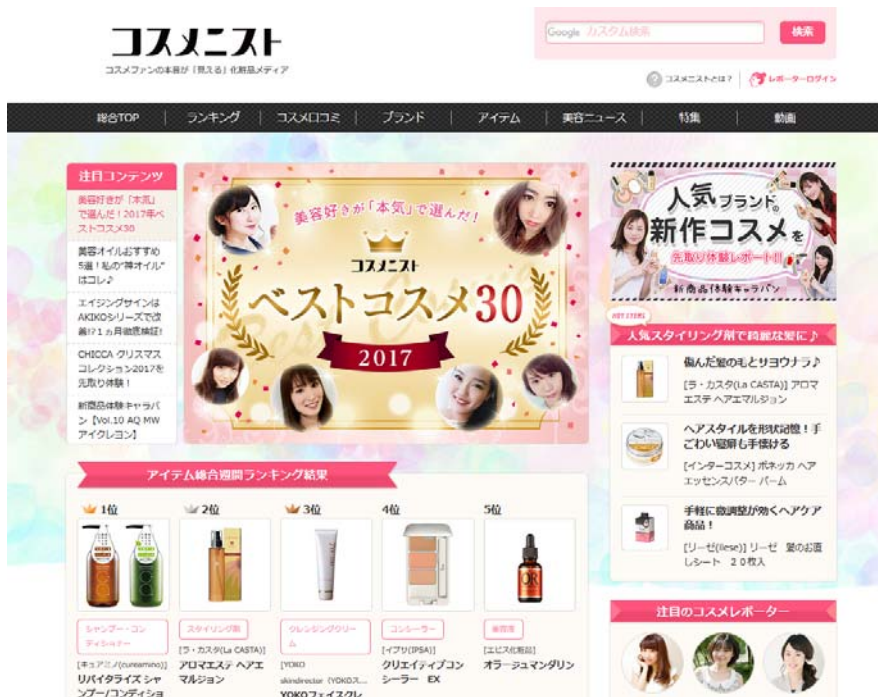 コスメニスト
コスメファンの本音が「見える」化粧品メディア
Google カスタム検索
検索
コスメニストとは?
レポーターログイン
総合TOP
ランキング
コスメ口コミ
ブランド
アイテム
美容ニュース
特集
動画
注目コンテンツ
美容好きが「本気」
で選んだ!2017年ベ
ストコスメ30
美容オイルおすすめ
5選!私の"神オイル"
はコレ♪
エイジングサインは
AKIKOシリーズで改
善!?1ヵ月徹底検証!
CHICCA クリスマス
コレクション2017を
先取り体験!
新商品体験キャラバ
ン【Vol.10 AQ MW
アイクレヨン】
美容好きが「本気」で選んだ!
コスメニスト
ベストコスメ30
2017
人気ブランドの
新作コスメを
先取り体験レポート!!!
新商品体験キャラバン
HOT ITEMS
人気スタイリング剤で綺麗な髪に♪
傷んだ髪の毛とサヨウナラ♪
[ラ・カスタ(La CASTA)] アロマ
エステ ヘアエマルジョン
ヘアスタイルを形状記憶!手
ごわい寝癖も手懐ける
[インターコスメ] ボネッカ ヘア
エッセンスバター バーム
手軽に微調整が効くヘアケア
商品!
[リーゼ(liese)] リーゼ 髪のお直
しシート 20枚入
注目のコスメレポーター
アイテム総合週間ランキング結果
1位
2位
3位
4位
5位
シャンプー・コン
ディショナー
[キュアミノ(cureamino)]
リバイタライズ シャ
ンプー/コンディショ
スタイリング剤
[ラ・カスタ(La CASTA)]
アロマエステ ヘアエ
マルジョン
クレンジングクリー
ム
[YOKO
skindirector(YOKOス...
YOKOフェイスクレ
コンシーラー
[イプサ(IPSA)]
クリエイティブコン
シーラー EX
美容液
[エビス化粧品]
オラージュマンダリン